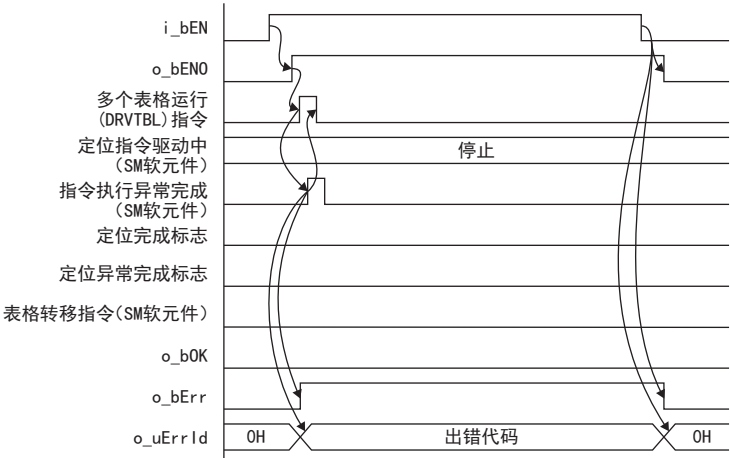 i_bEN
o_bENO
多个表格运行
(DRVTBL)指令
定位指令驱动中
(SM软元件)
停止
指令执行异常完成
(SM软元件)
定位完成标志
定位异常完成标志
表格转移指令(SM软元件)
o_bOK
o_bErr
o_uErrId 0H 出错代码 0H